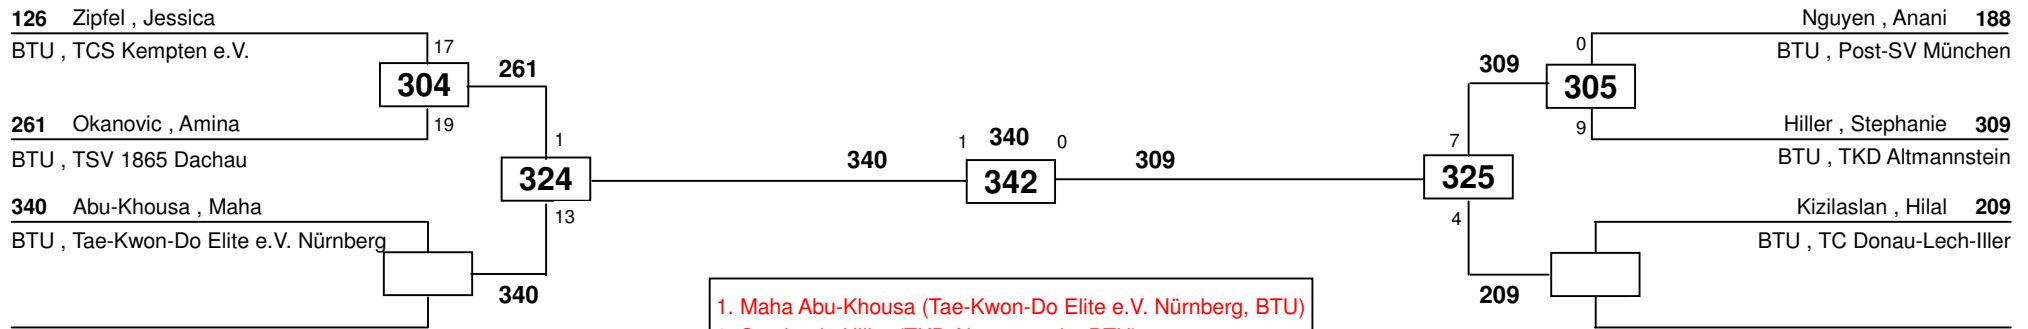 126 Zipfel , Jessica
BTU , TCS Kempten e.V.
17
304
261
19
261 Okanovic , Amina
BTU , TSV 1865 Dachau
1
324
13
340 Abu-Khousa , Maha
BTU , Tae-Kwon-Do Elite e.V. Nürnberg
340
340
1 340 0
342
309
Nguyen , Anani 188
BTU , Post-SV München
0
309
305
9
Hiller , Stephanie 309
BTU , TKD Altmannstein
7
325
4
Kizilaslan , Hilal 209
BTU , TC Donau-Lech-Iller
209
1. Maha Abu-Khousa (Tae-Kwon-Do Elite e.V. Nürnberg, BTU)